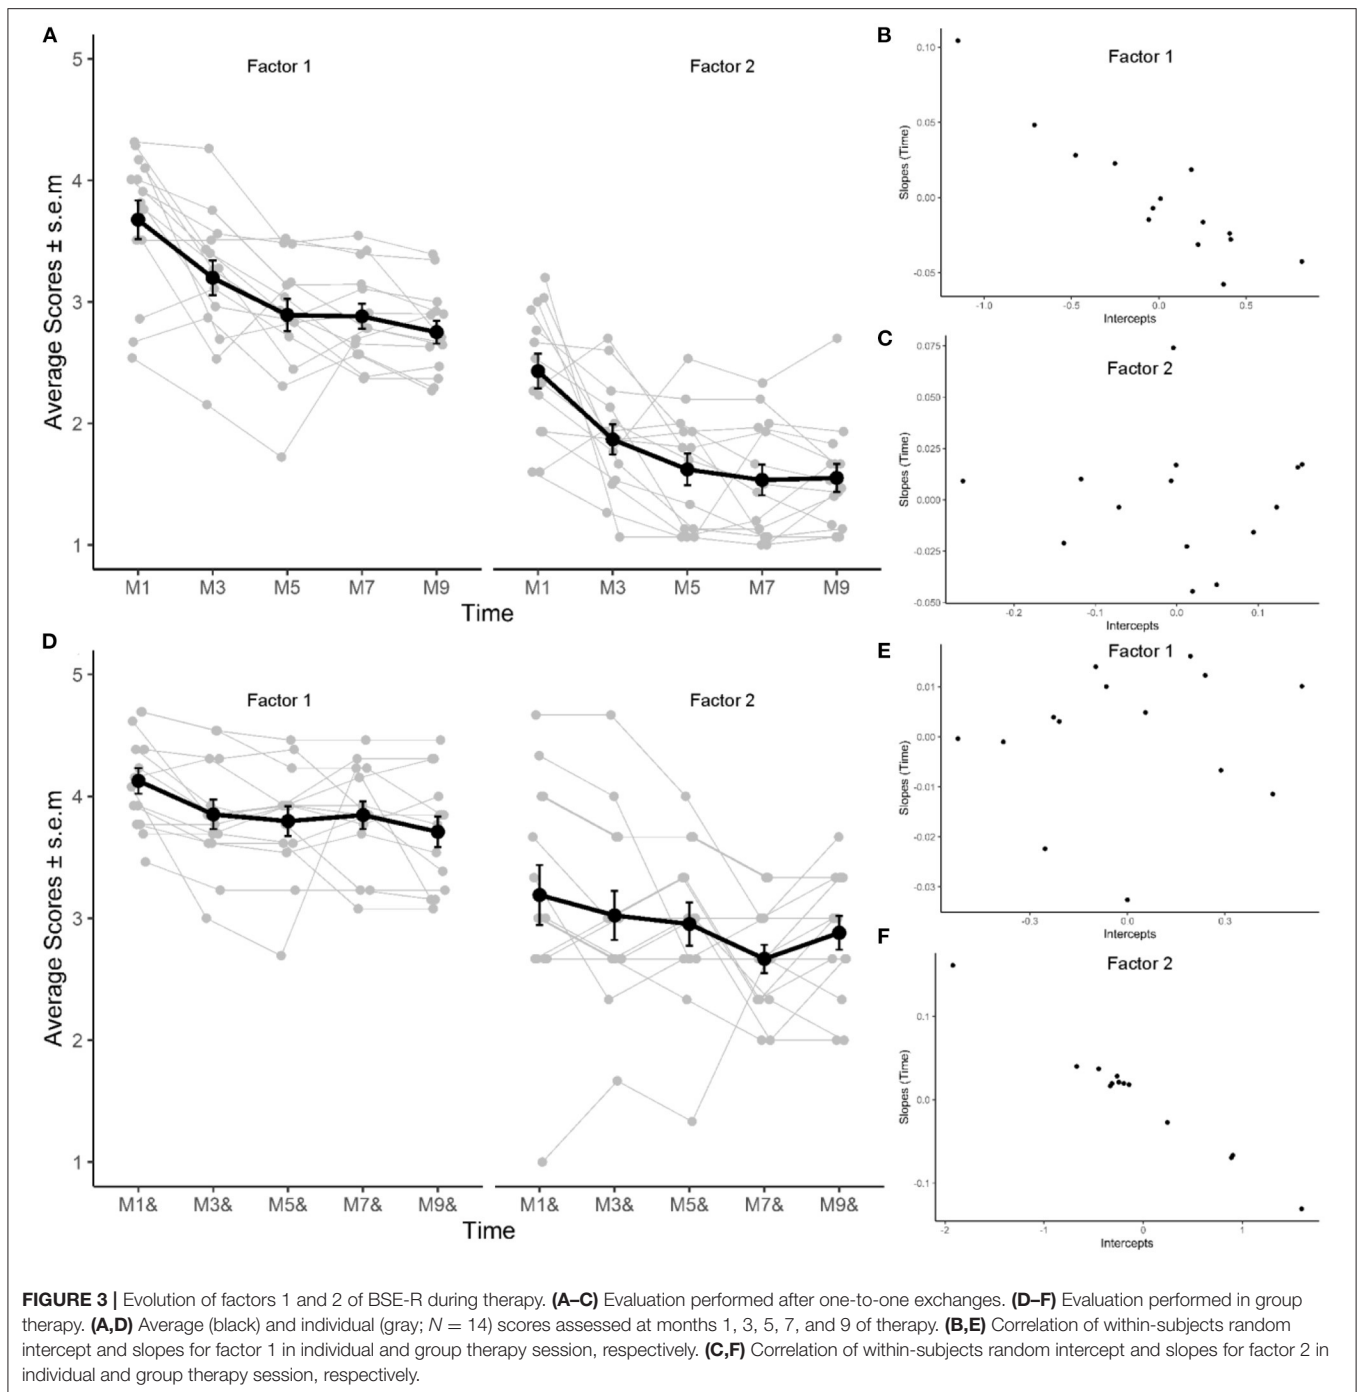 A
Factor 1
Factor 2
5
4
3
2
1
Average Scores ± s.e.m
M1 M3 M5 M7 M9 M1 M3 M5 M7 M9
Time
B
Factor 1
0.10
0.05
0.00
-0.05
Slopes (Time)
-1.0 -0.5 0.0 0.5
Intercepts
C
Factor 2
0.075
0.050
0.025
0.000
-0.025
-0.050
Slopes (Time)
-0.2 -0.1 0.0 0.1
Intercepts
D
Factor 1
Factor 2
5
4
3
2
1
Average Scores ± s.e.m
M1& M3& M5& M7& M9& M1& M3& M5& M7& M9&
Time
E
Factor 1
0.01
0.00
-0.01
-0.02
-0.03
Slopes (Time)
-0.3 0.0 0.3
Intercepts
F
Factor 2
0.1
0.0
-0.1
Slopes (Time)
-2 -1 0 1
Intercepts
FIGURE 3 | Evolution of factors 1 and 2 of BSE-R during therapy. (A–C) Evaluation performed after one-to-one exchanges. (D–F) Evaluation performed in group
therapy. (A,D) Average (black) and individual (gray; N = 14) scores assessed at months 1, 3, 5, 7, and 9 of therapy. (B,E) Correlation of within-subjects random
intercept and slopes for factor 1 in individual and group therapy session, respectively. (C,F) Correlation of within-subjects random intercept and slopes for factor 2 in
individual and group therapy session, respectively.